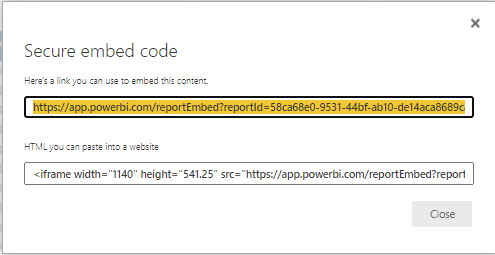 Secure embed code
Here's a link you can use to embed this content.
https://app.powerbi.com/reportEmbed?reportId=58ca68e0-9531-44bf-ab10-de14aca8689c
HTML you can paste into a website
<iframe width="1140" height="541.25" src="https://app.powerbi.com/reportEmbed?report
Close